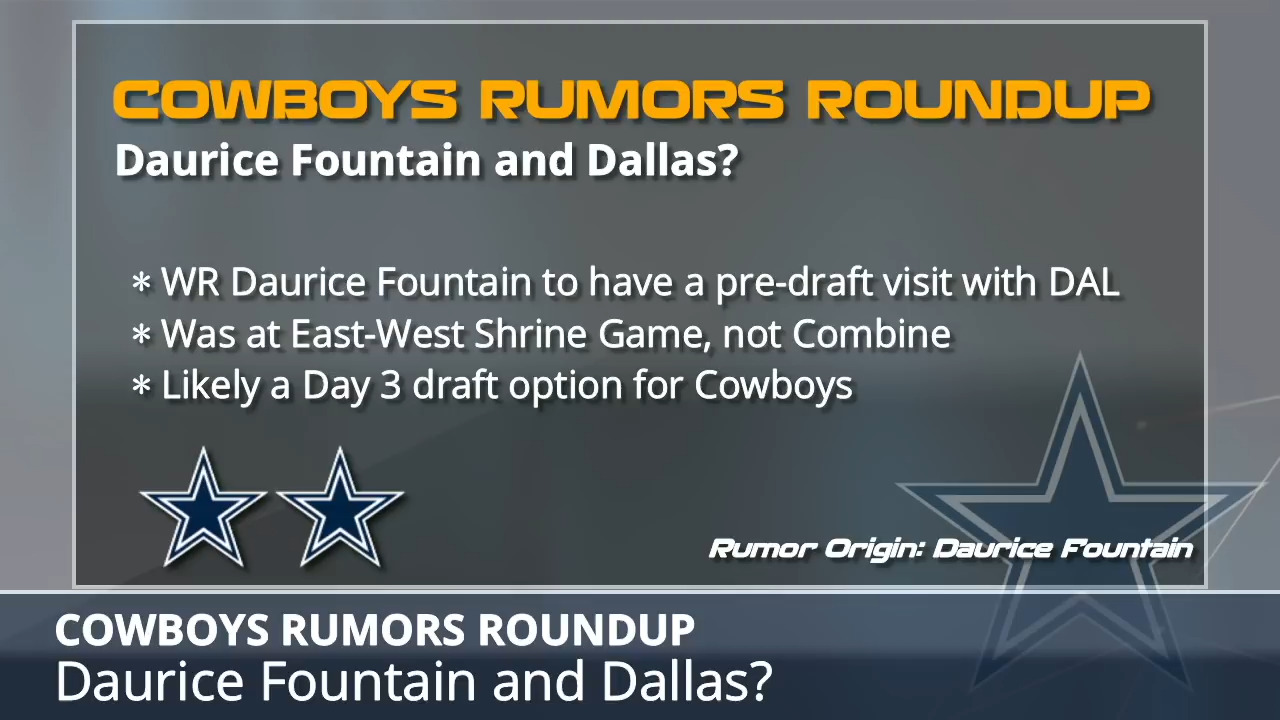 COWBOYS RUMORS ROUNDUP
Daurice Fountain and Dallas?
* WR Daurice Fountain to have a pre-draft visit with DAL
* Was at East-West Shrine Game, not Combine
* Likely a Day 3 draft option for Cowboys
Rumor Origin: Daurice Fountain
COWBOYS RUMORS ROUNDUP
Daurice Fountain and Dallas?